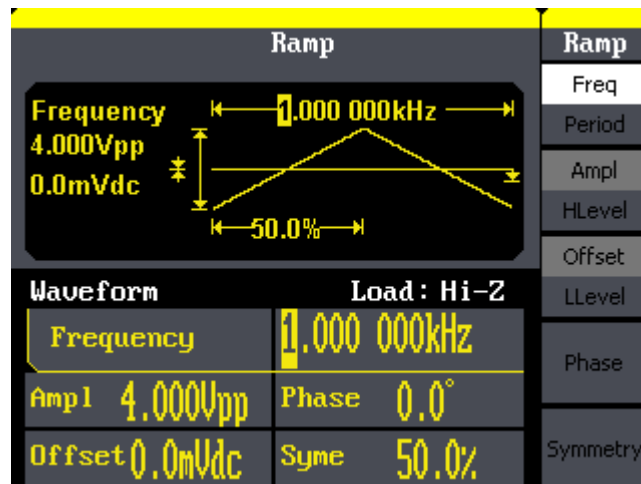 Ramp
Frequency
1.000 000kHz
4.000Vpp
0.0mVdc
50.0%
Waveform
Load: Hi-Z
Frequency
1.000 000kHz
Ampl 4.000Vpp
Phase 0.0°
Offset 0.0mVdc
Syme 50.0%
Ramp
Freq
Period
Ampl
HLevel
Offset
LLevel
Phase
Symmetry